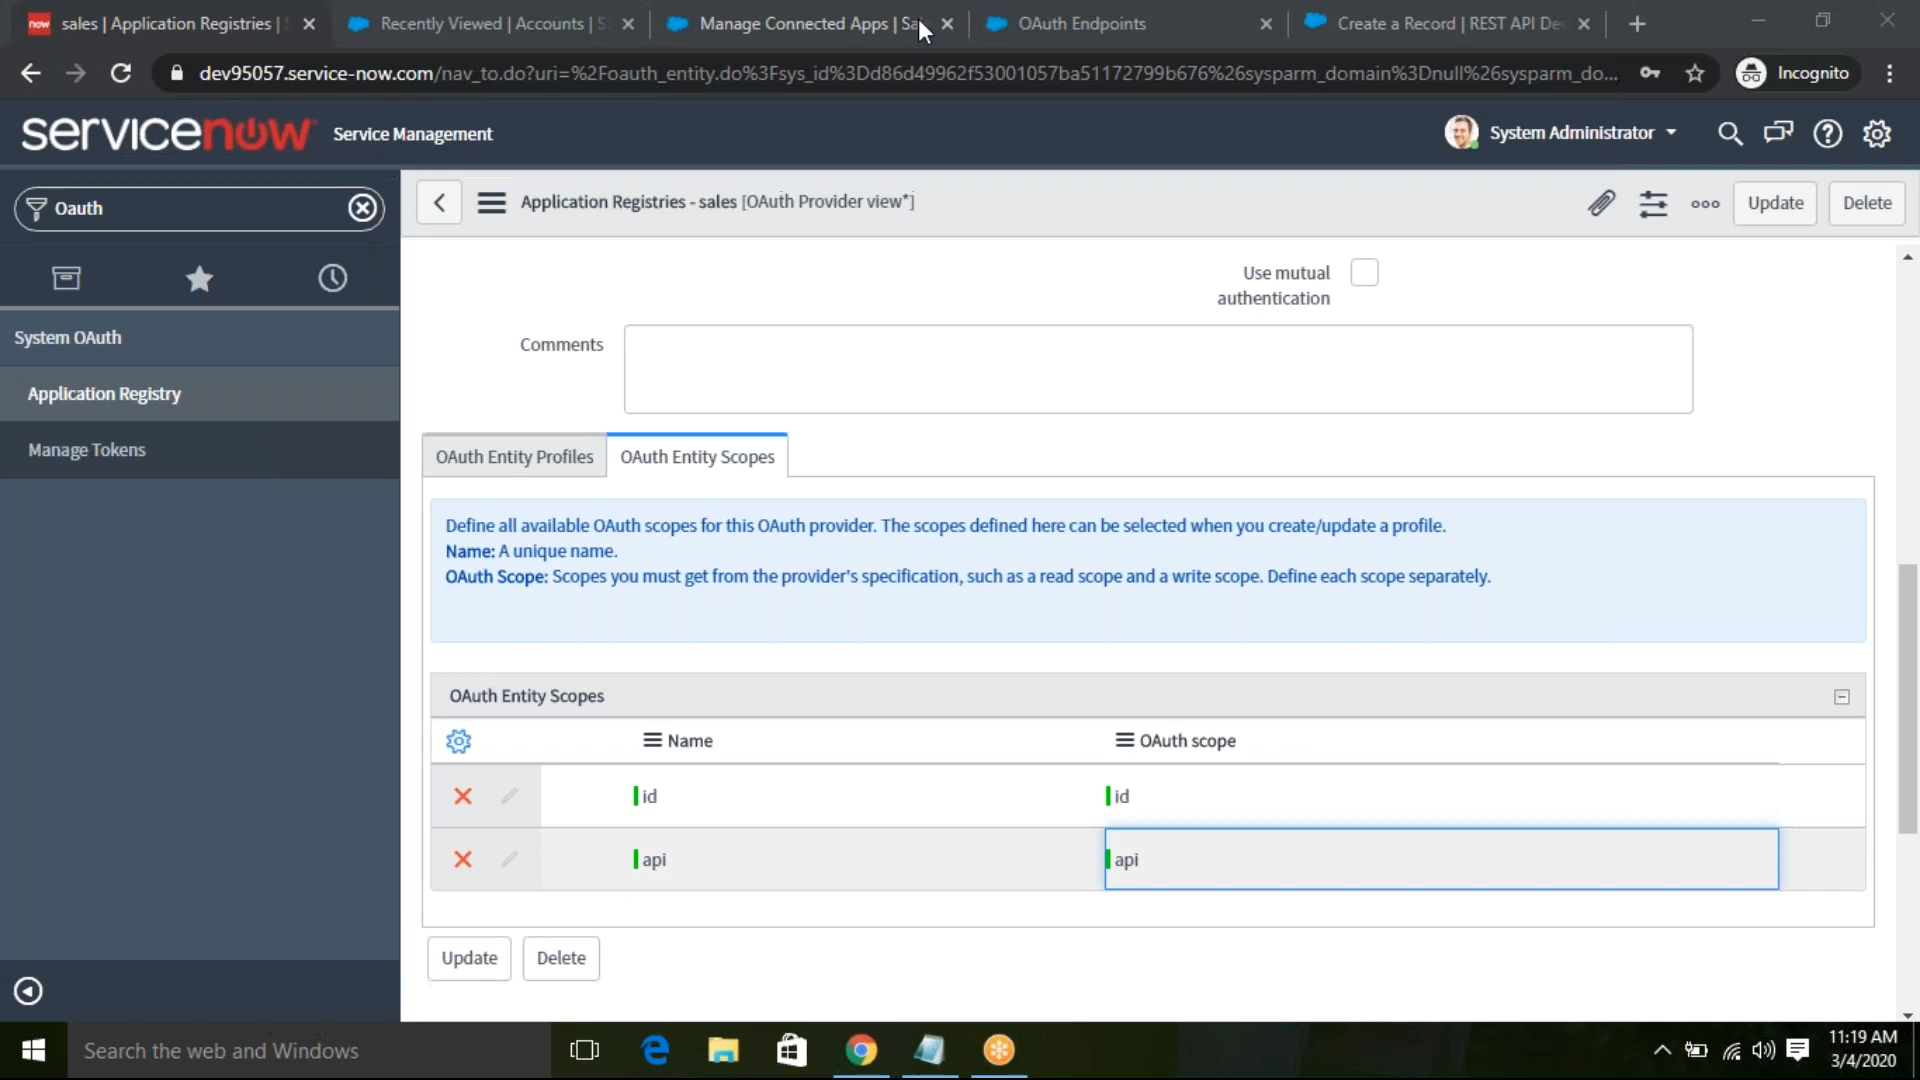 sales | Application Registries |
Recently Viewed | Accounts | S
Manage Connected Apps | Sa
OAuth Endpoints
Create a Record | REST API De
dev95057.service-now.com/nav_to.do?uri=%2Foauth_entity.do%3Fsys_id%3Dd86d49962f53001057ba51172799b676%26sysparm_domain%3Dnull%26sysparm_do...
Incognito
servicenow
Service Management
System Administrator
Oauth
Application Registries - sales [OAuth Provider view*]
Update
Delete
System OAuth
Application Registry
Manage Tokens
Use mutual
authentication
Comments
OAuth Entity Profiles
OAuth Entity Scopes
Define all available OAuth scopes for this OAuth provider. The scopes defined here can be selected when you create/update a profile.
Name: A unique name.
OAuth Scope: Scopes you must get from the provider's specification, such as a read scope and a write scope. Define each scope separately.
OAuth Entity Scopes
Name
OAuth scope
id
id
api
api
Update
Delete
Search the web and Windows
11:19 AM
3/4/2020